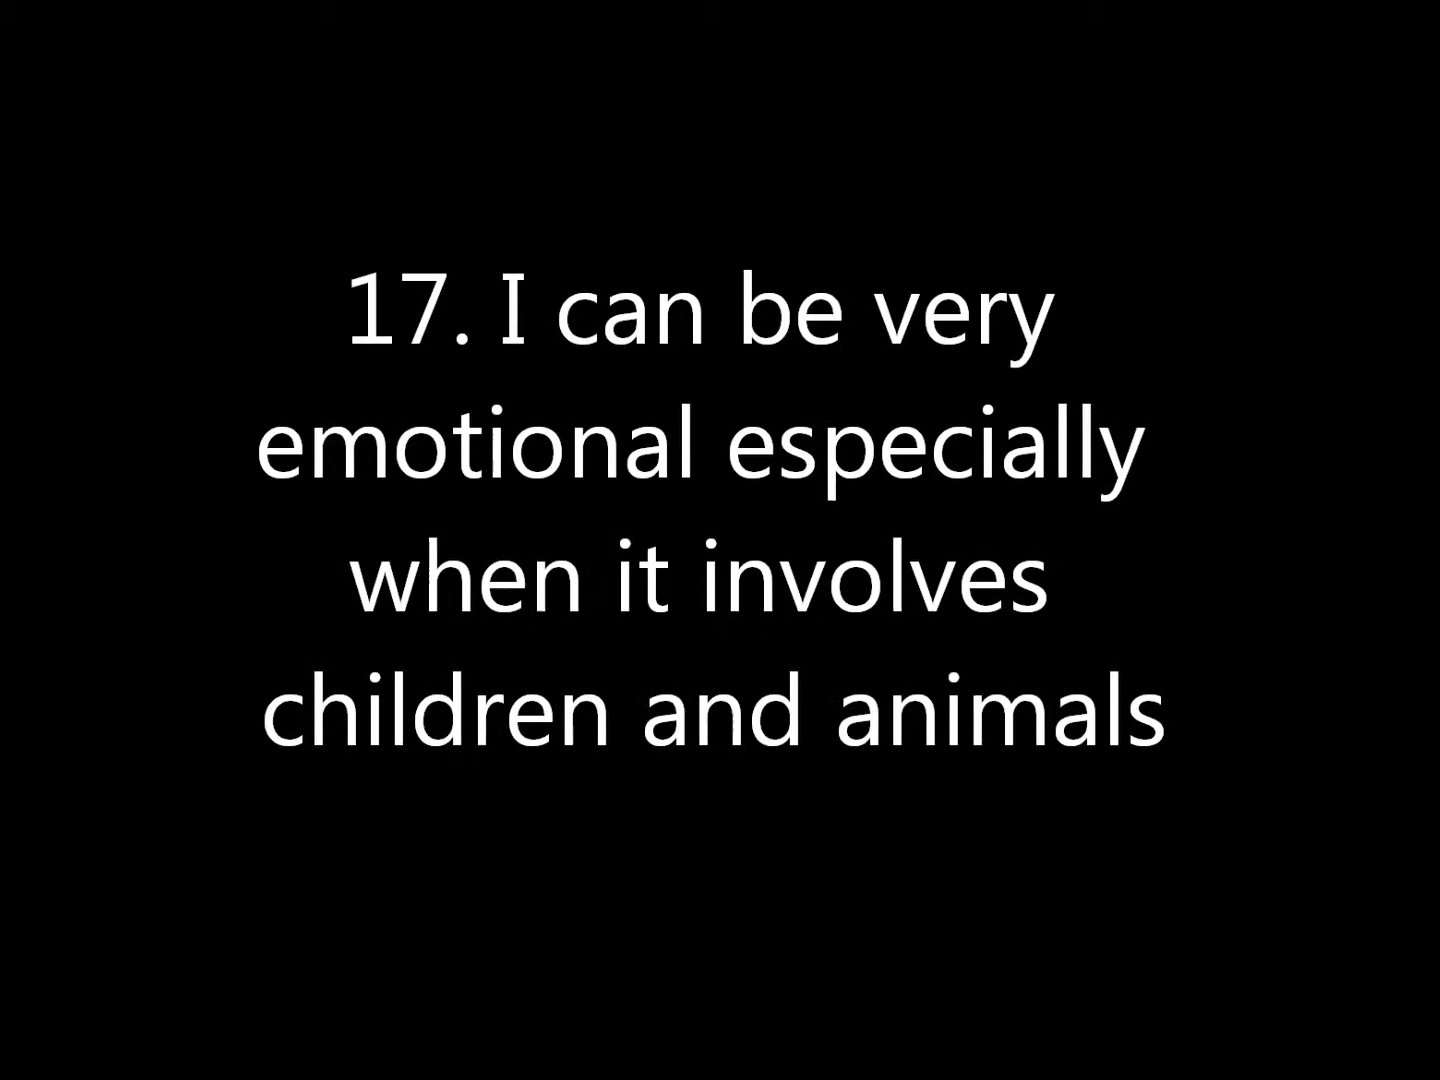 17. I can be very
emotional especially
when it involves
children and animals